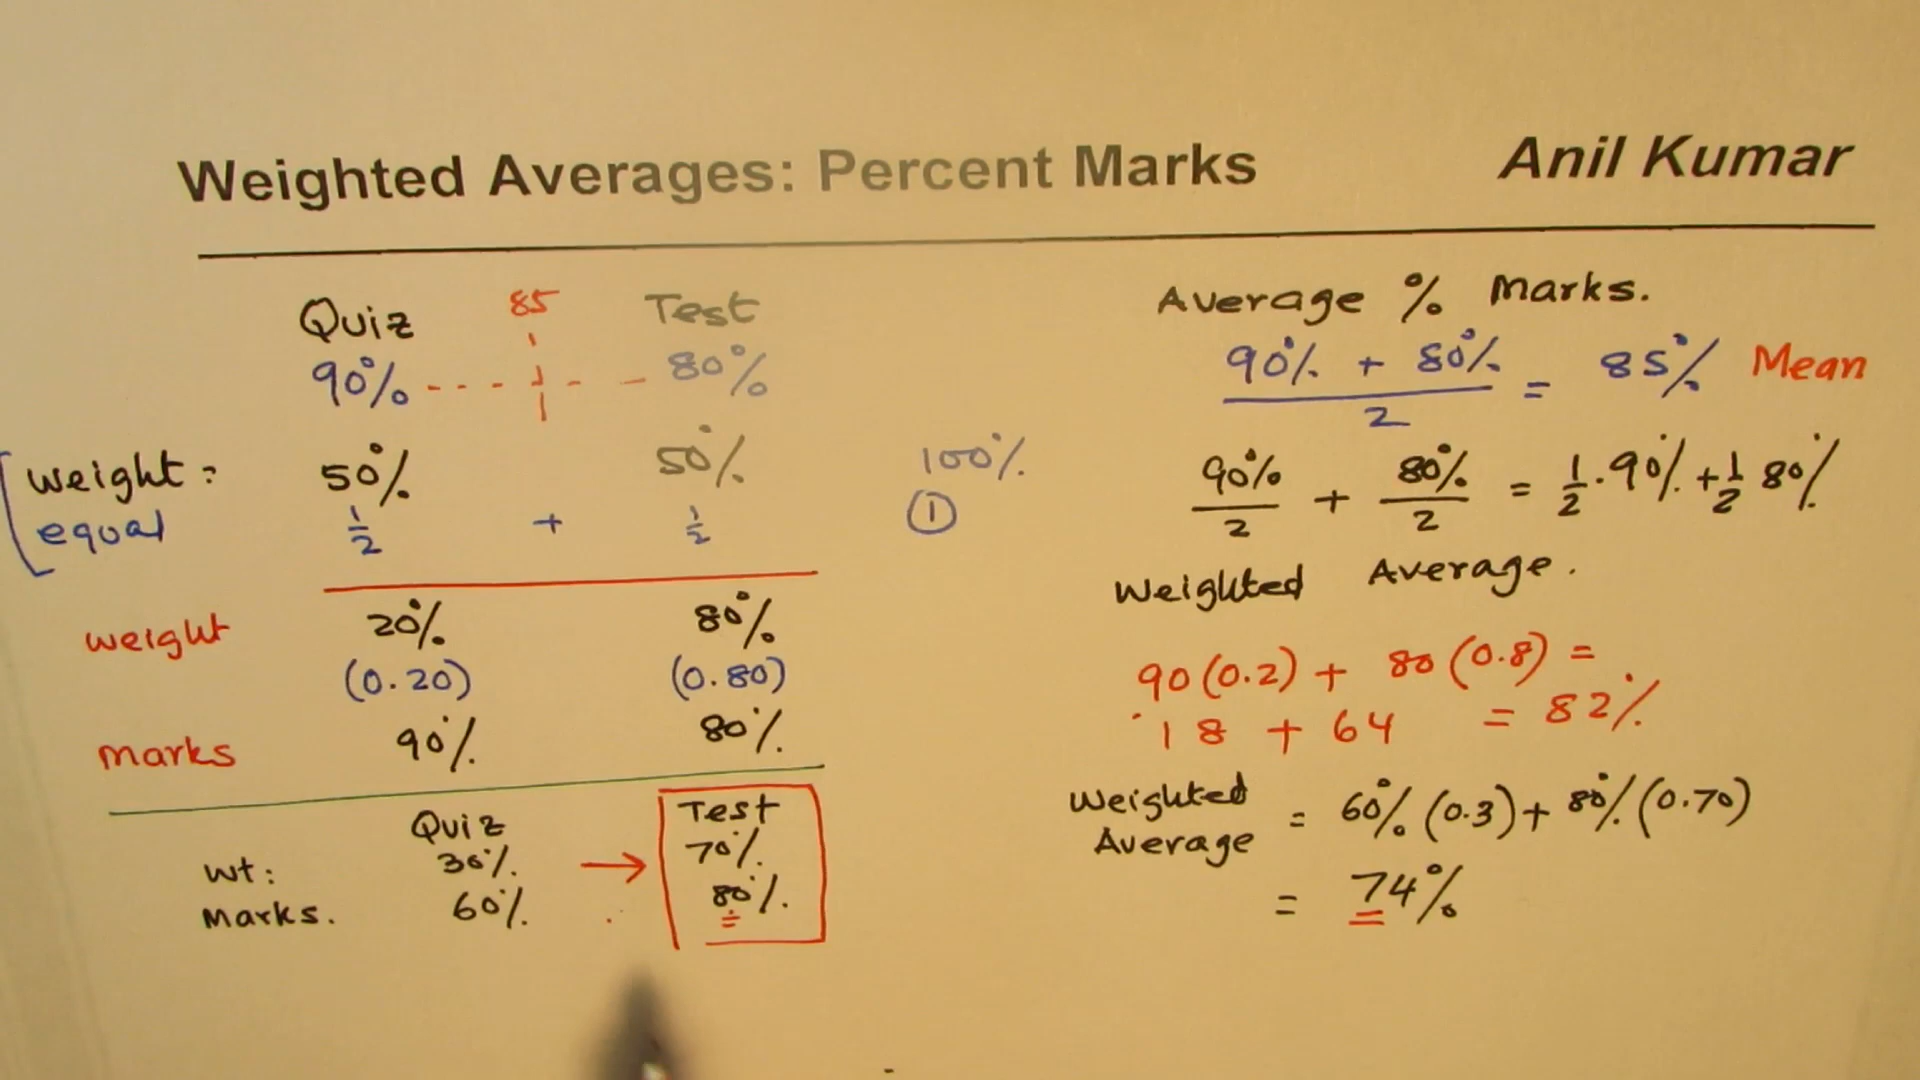 Weighted Averages: Percent Marks
Anil Kumar
Quiz 85 Test
90% 80%
weight: 50% 50% 100%
equal 1/2 + 1/2 1
weight 20% 80%
(0.20) (0.80)
marks 90% 80%
Quiz Test
wt: 30% → 70%
Marks. 60% 80%
Average % Marks.
90% + 80% / 2 = 85% Mean
90%/2 + 80%/2 = 1/2 · 90% + 1/2 80%
Weighted Average.
90(0.2) + 80(0.8) =
18 + 64 = 82%
Weighted Average = 60%(0.3) + 80%(0.70)
= 74%